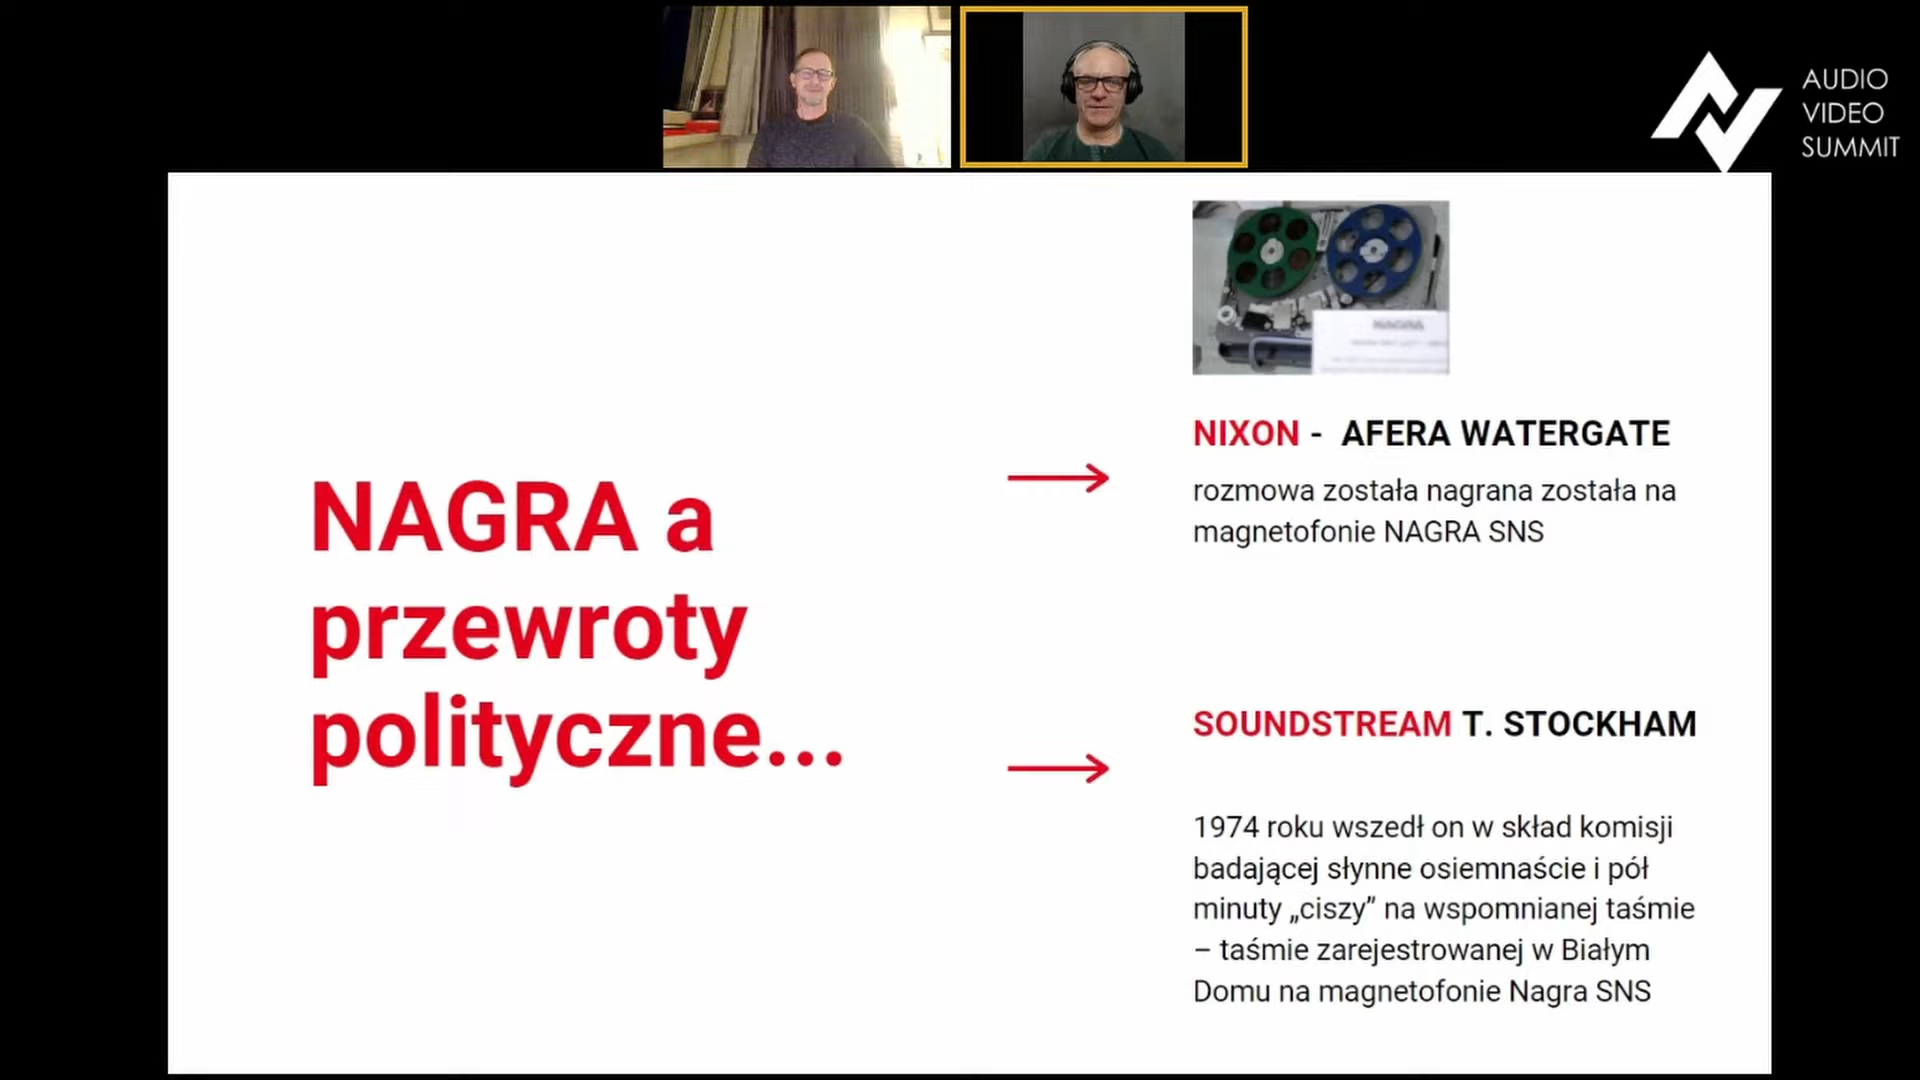 AUDIO
VIDEO
SUMMIT
NAGRA a
przewroty
polityczne...
NAGRA
NIXON - AFERA WATERGATE
rozmowa została nagrana została na
magnetofonie NAGRA SNS
SOUNDSTREAM T. STOCKHAM
1974 roku wszedł on w skład komisji
badającej słynne osiemnaście i pół
minuty „ciszy” na wspomnianej taśmie
– taśmie zarejestrowanej w Białym
Domu na magnetofonie Nagra SNS